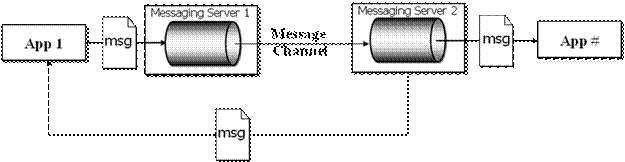 Messaging Server 1
Messaging Server 2
App 1
msg
Message
Channel
msg
App #
msg